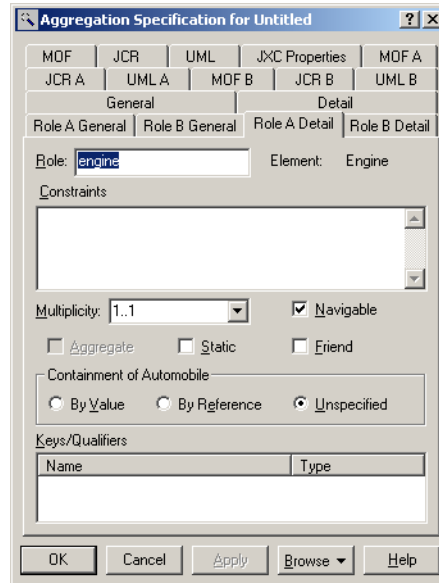 Aggregation Specification for Untitled
MOF JCR UML JXC Properties MOF A
JCR A UML A MOF B JCR B UML B
General Detail
Role A General Role B General Role A Detail Role B Detail
Role: engine Element: Engine
Constraints
Multiplicity: 1..1 Navigable
Aggregate Static Friend
Containment of Automobile
By Value By Reference Unspecified
Keys/Qualifiers
Name Type
OK Cancel Apply Browse Help